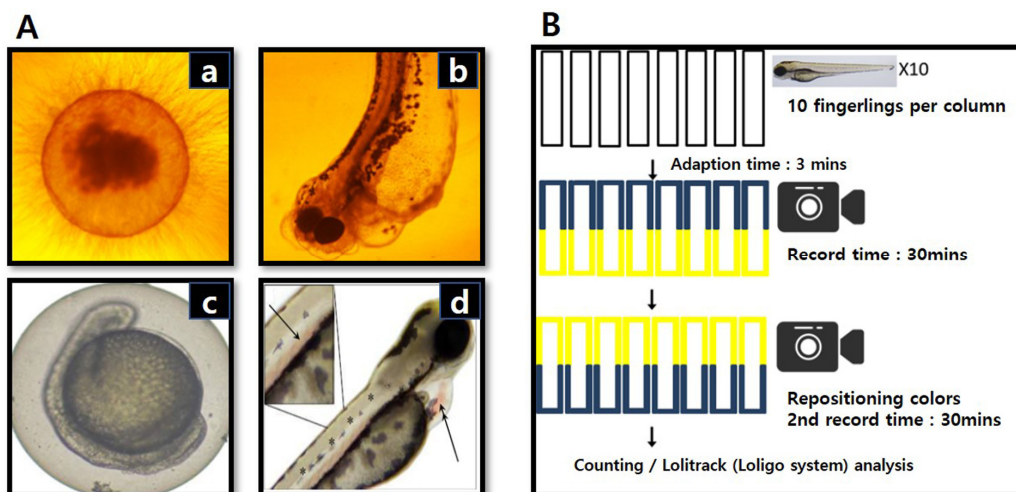 A
a
b
c
d
B
X10
10 fingerlings per column
Adaption time : 3 mins
Record time : 30mins
Repositioning colors
2nd record time : 30mins
Counting / Lolitrack (Loligo system) analysis